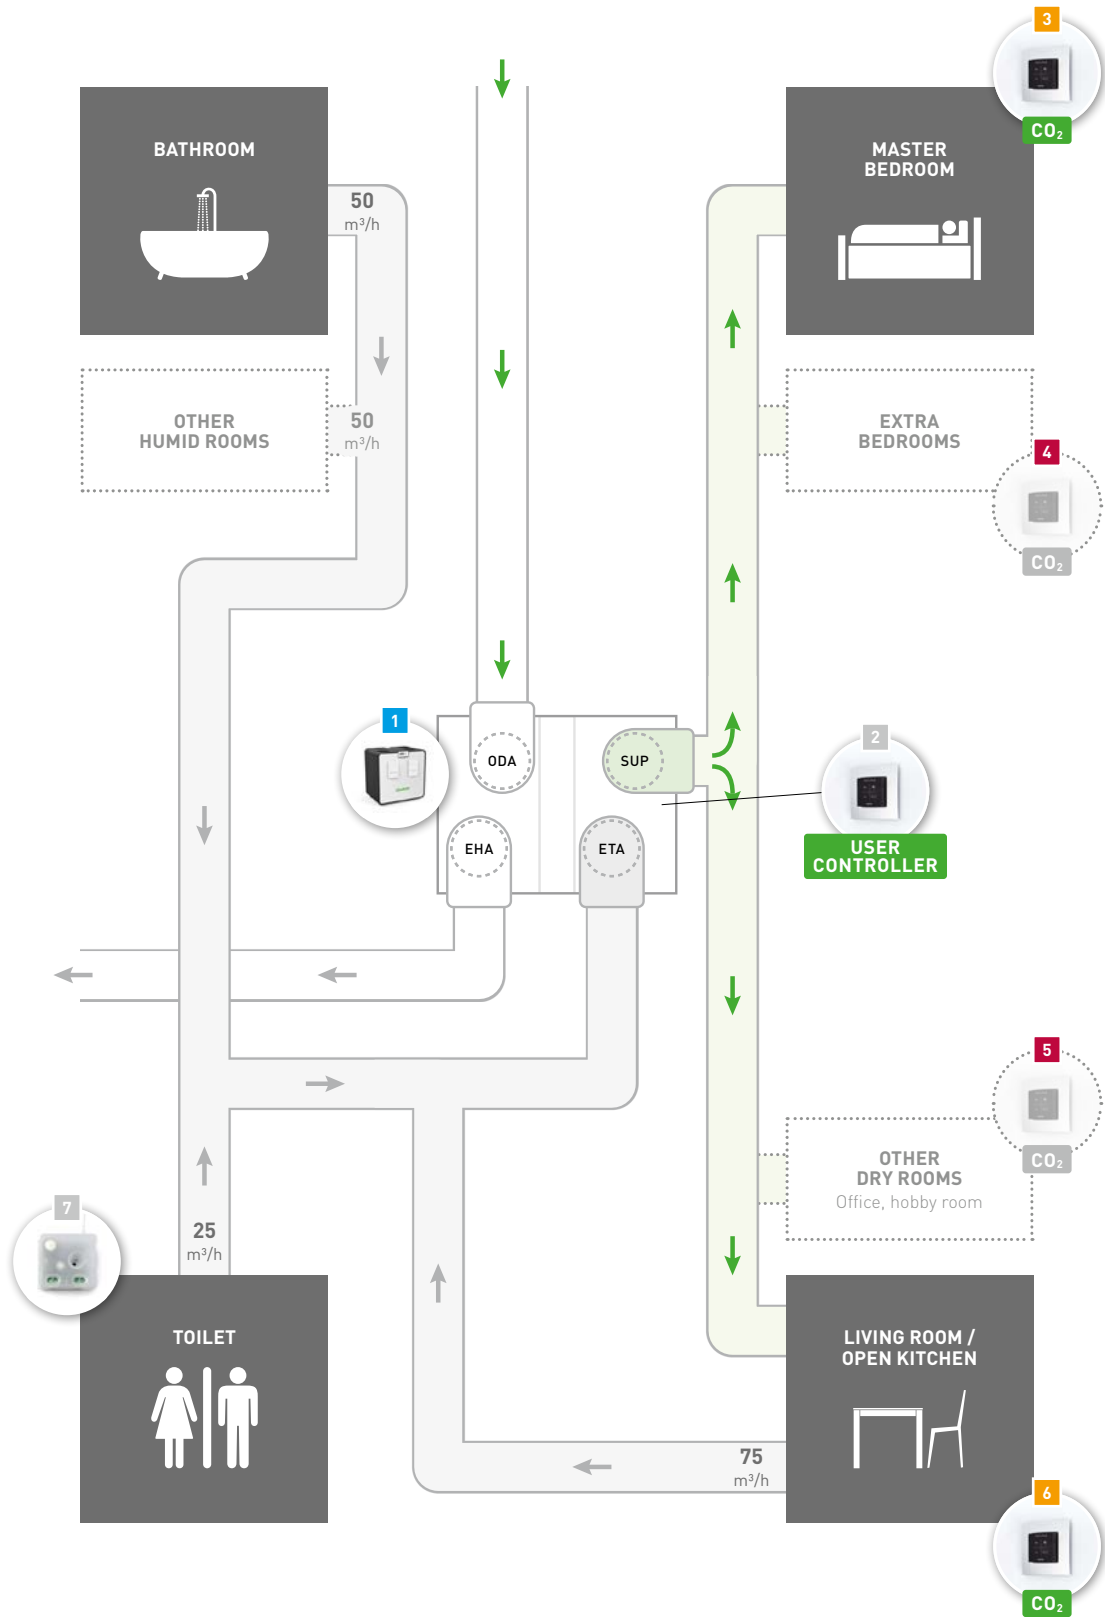 3
CO₂
BATHROOM
MASTER
BEDROOM
50
m³/h
OTHER
HUMID ROOMS
50
m³/h
EXTRA
BEDROOMS
4
CO₂
1
ODA
SUP
2
EHA
ETA
USER
CONTROLLER
5
CO₂
OTHER
DRY ROOMS
Office, hobby room
7
25
m³/h
TOILET
LIVING ROOM /
OPEN KITCHEN
75
m³/h
6
CO₂